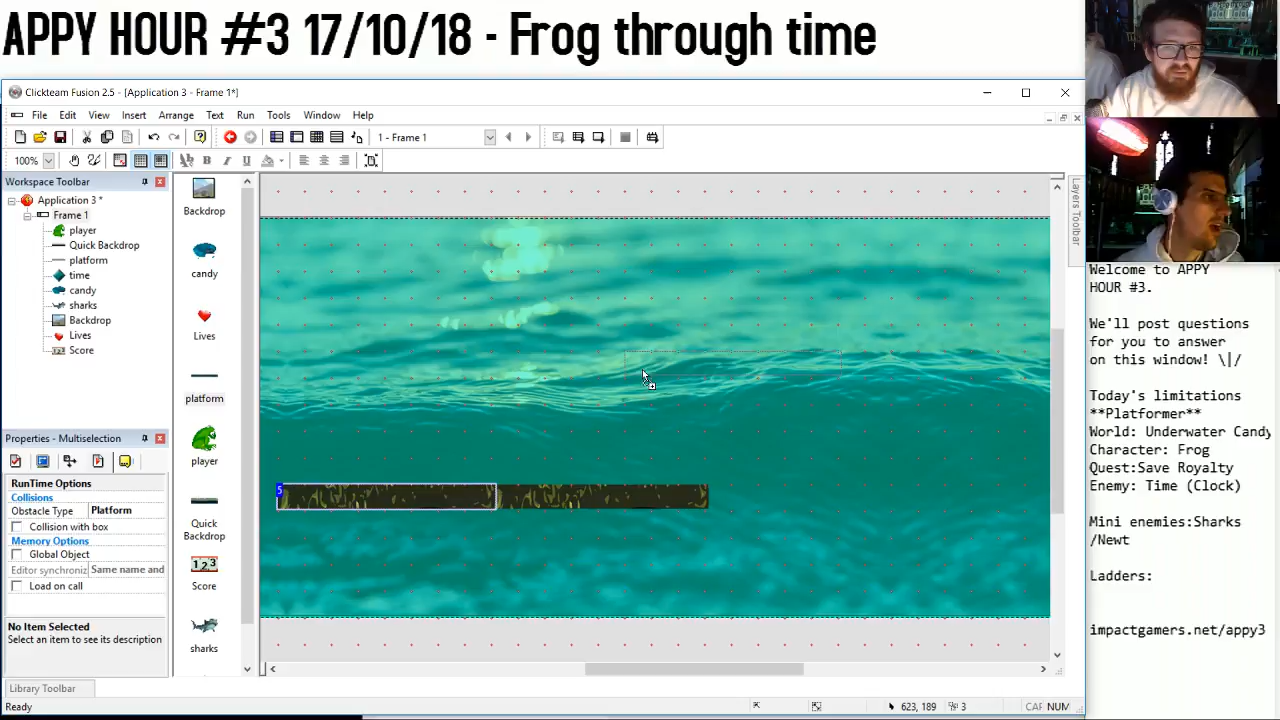 APPY HOUR #3 17/10/18 - Frog through time
Clickteam Fusion 2.5 - [Application 3 - Frame 1*]
File Edit View Insert Arrange Text Run Tools Window Help
1 - Frame 1
100%
B I U
Workspace Toolbar
Application 3 *
Frame 1
player
Quick Backdrop
platform
time
candy
sharks
Backdrop
Lives
Score
Backdrop
candy
Lives
platform
player
Quick
Backdrop
123
Score
sharks
Layers Toolbar
5
Properties - Multiselection
RunTime Options
Collisions
Obstacle Type Platform
Collision with box
Memory Options
Global Object
Editor synchroniz Same name and
Load on call
No Item Selected
Select an item to see its description
Library Toolbar
Ready
623, 189
3
CAF NUM
Welcome to APPY
HOUR #3.
We'll post questions
for you to answer
on this window! \|/
Today's limitations
**Platformer**
World: Underwater Candy
Character: Frog
Quest:Save Royalty
Enemy: Time (Clock)
Mini enemies:Sharks
/Newt
Ladders:
impactgamers.net/appy3